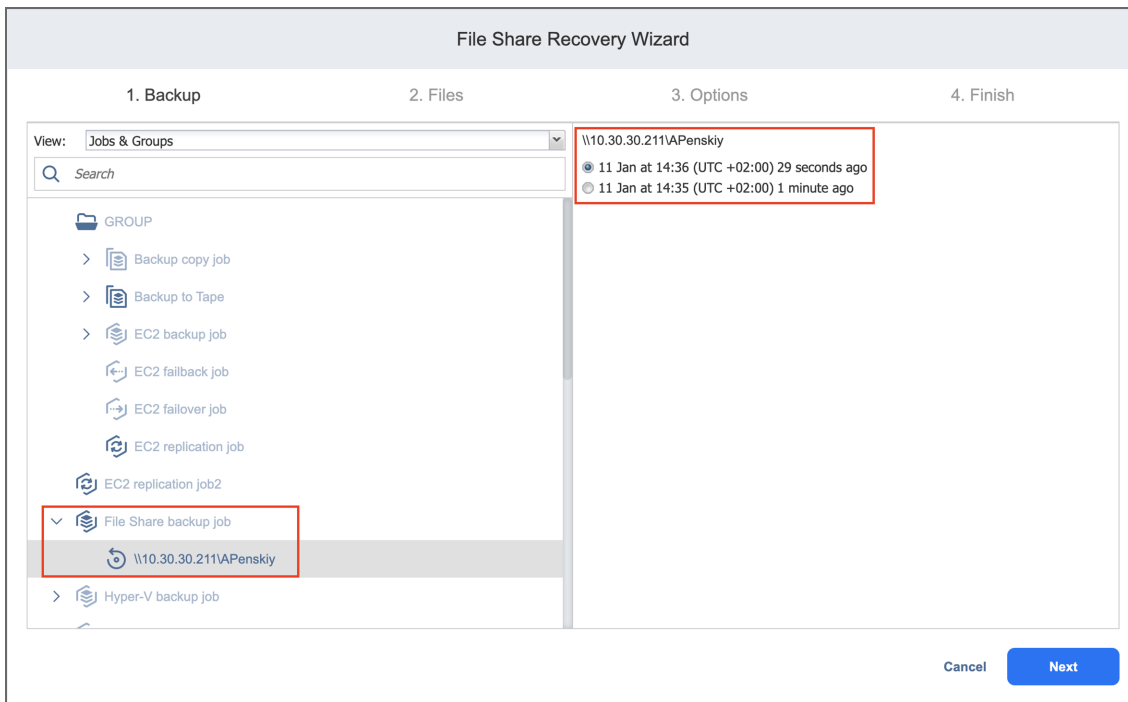 File Share Recovery Wizard
1. Backup
2. Files
3. Options
4. Finish
View:
Jobs & Groups
Search
GROUP
Backup copy job
Backup to Tape
EC2 backup job
EC2 failback job
EC2 failover job
EC2 replication job
EC2 replication job2
File Share backup job
\\10.30.30.211\APenskiy
Hyper-V backup job
\\10.30.30.211\APenskiy
11 Jan at 14:36 (UTC +02:00) 29 seconds ago
11 Jan at 14:35 (UTC +02:00) 1 minute ago
Cancel
Next